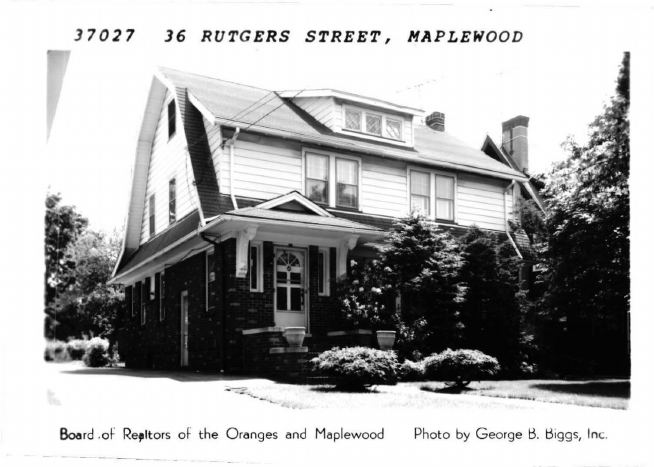 37027 36 RUTGERS STREET, MAPLEWOOD
Board of Realtors of the Oranges and Maplewood Photo by George B. Biggs, Inc.